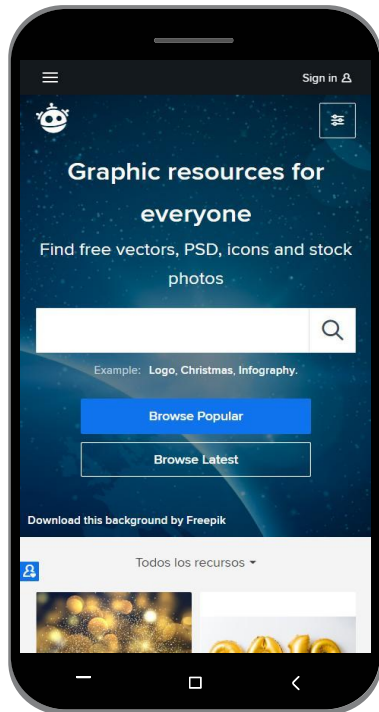 Sign in
Graphic resources for
everyone
Find free vectors, PSD, icons and stock
photos
Example: Logo, Christmas, Infography.
Browse Popular
Browse Latest
Download this background by Freepik
Todos los recursos
2019